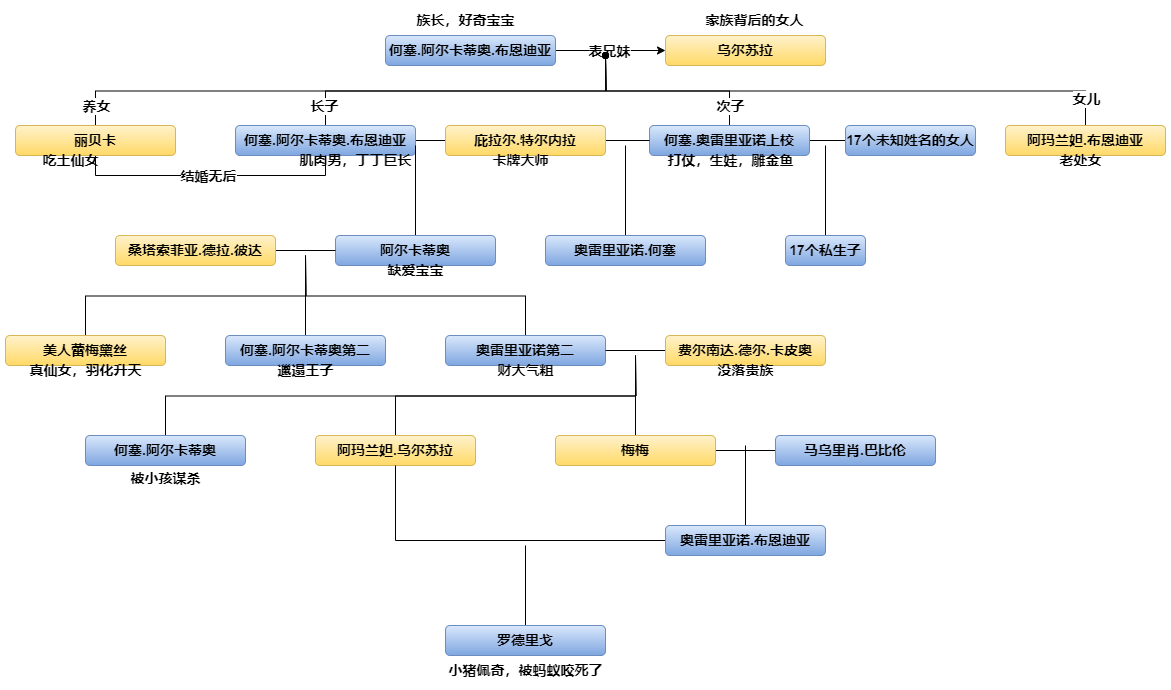 族长，好奇宝宝
家族背后的女人
何塞.阿尔卡蒂奥.布恩迪亚
表兄妹
乌尔苏拉
养女
长子
次子
女儿
丽贝卡
何塞.阿尔卡蒂奥.布恩迪亚
庇拉尔.特尔内拉
何塞.奥雷里亚诺上校
17个未知姓名的女人
阿玛兰妲.布恩迪亚
吃土仙女
肌肉男，丁丁巨长
卡牌大师
打仗，生娃，雕金鱼
老处女
结婚无后
桑塔索菲亚.德拉.彼达
阿尔卡蒂奥
奥雷里亚诺.何塞
17个私生子
缺爱宝宝
美人蕾梅黛丝
何塞.阿尔卡蒂奥第二
奥雷里亚诺第二
费尔南达.德尔.卡皮奥
真仙女，羽化升天
邋遢王子
财大气粗
没落贵族
何塞.阿尔卡蒂奥
阿玛兰妲.乌尔苏拉
梅梅
马乌里肖.巴比伦
被小孩谋杀
奥雷里亚诺.布恩迪亚
罗德里戈
小猪佩奇，被蚂蚁咬死了